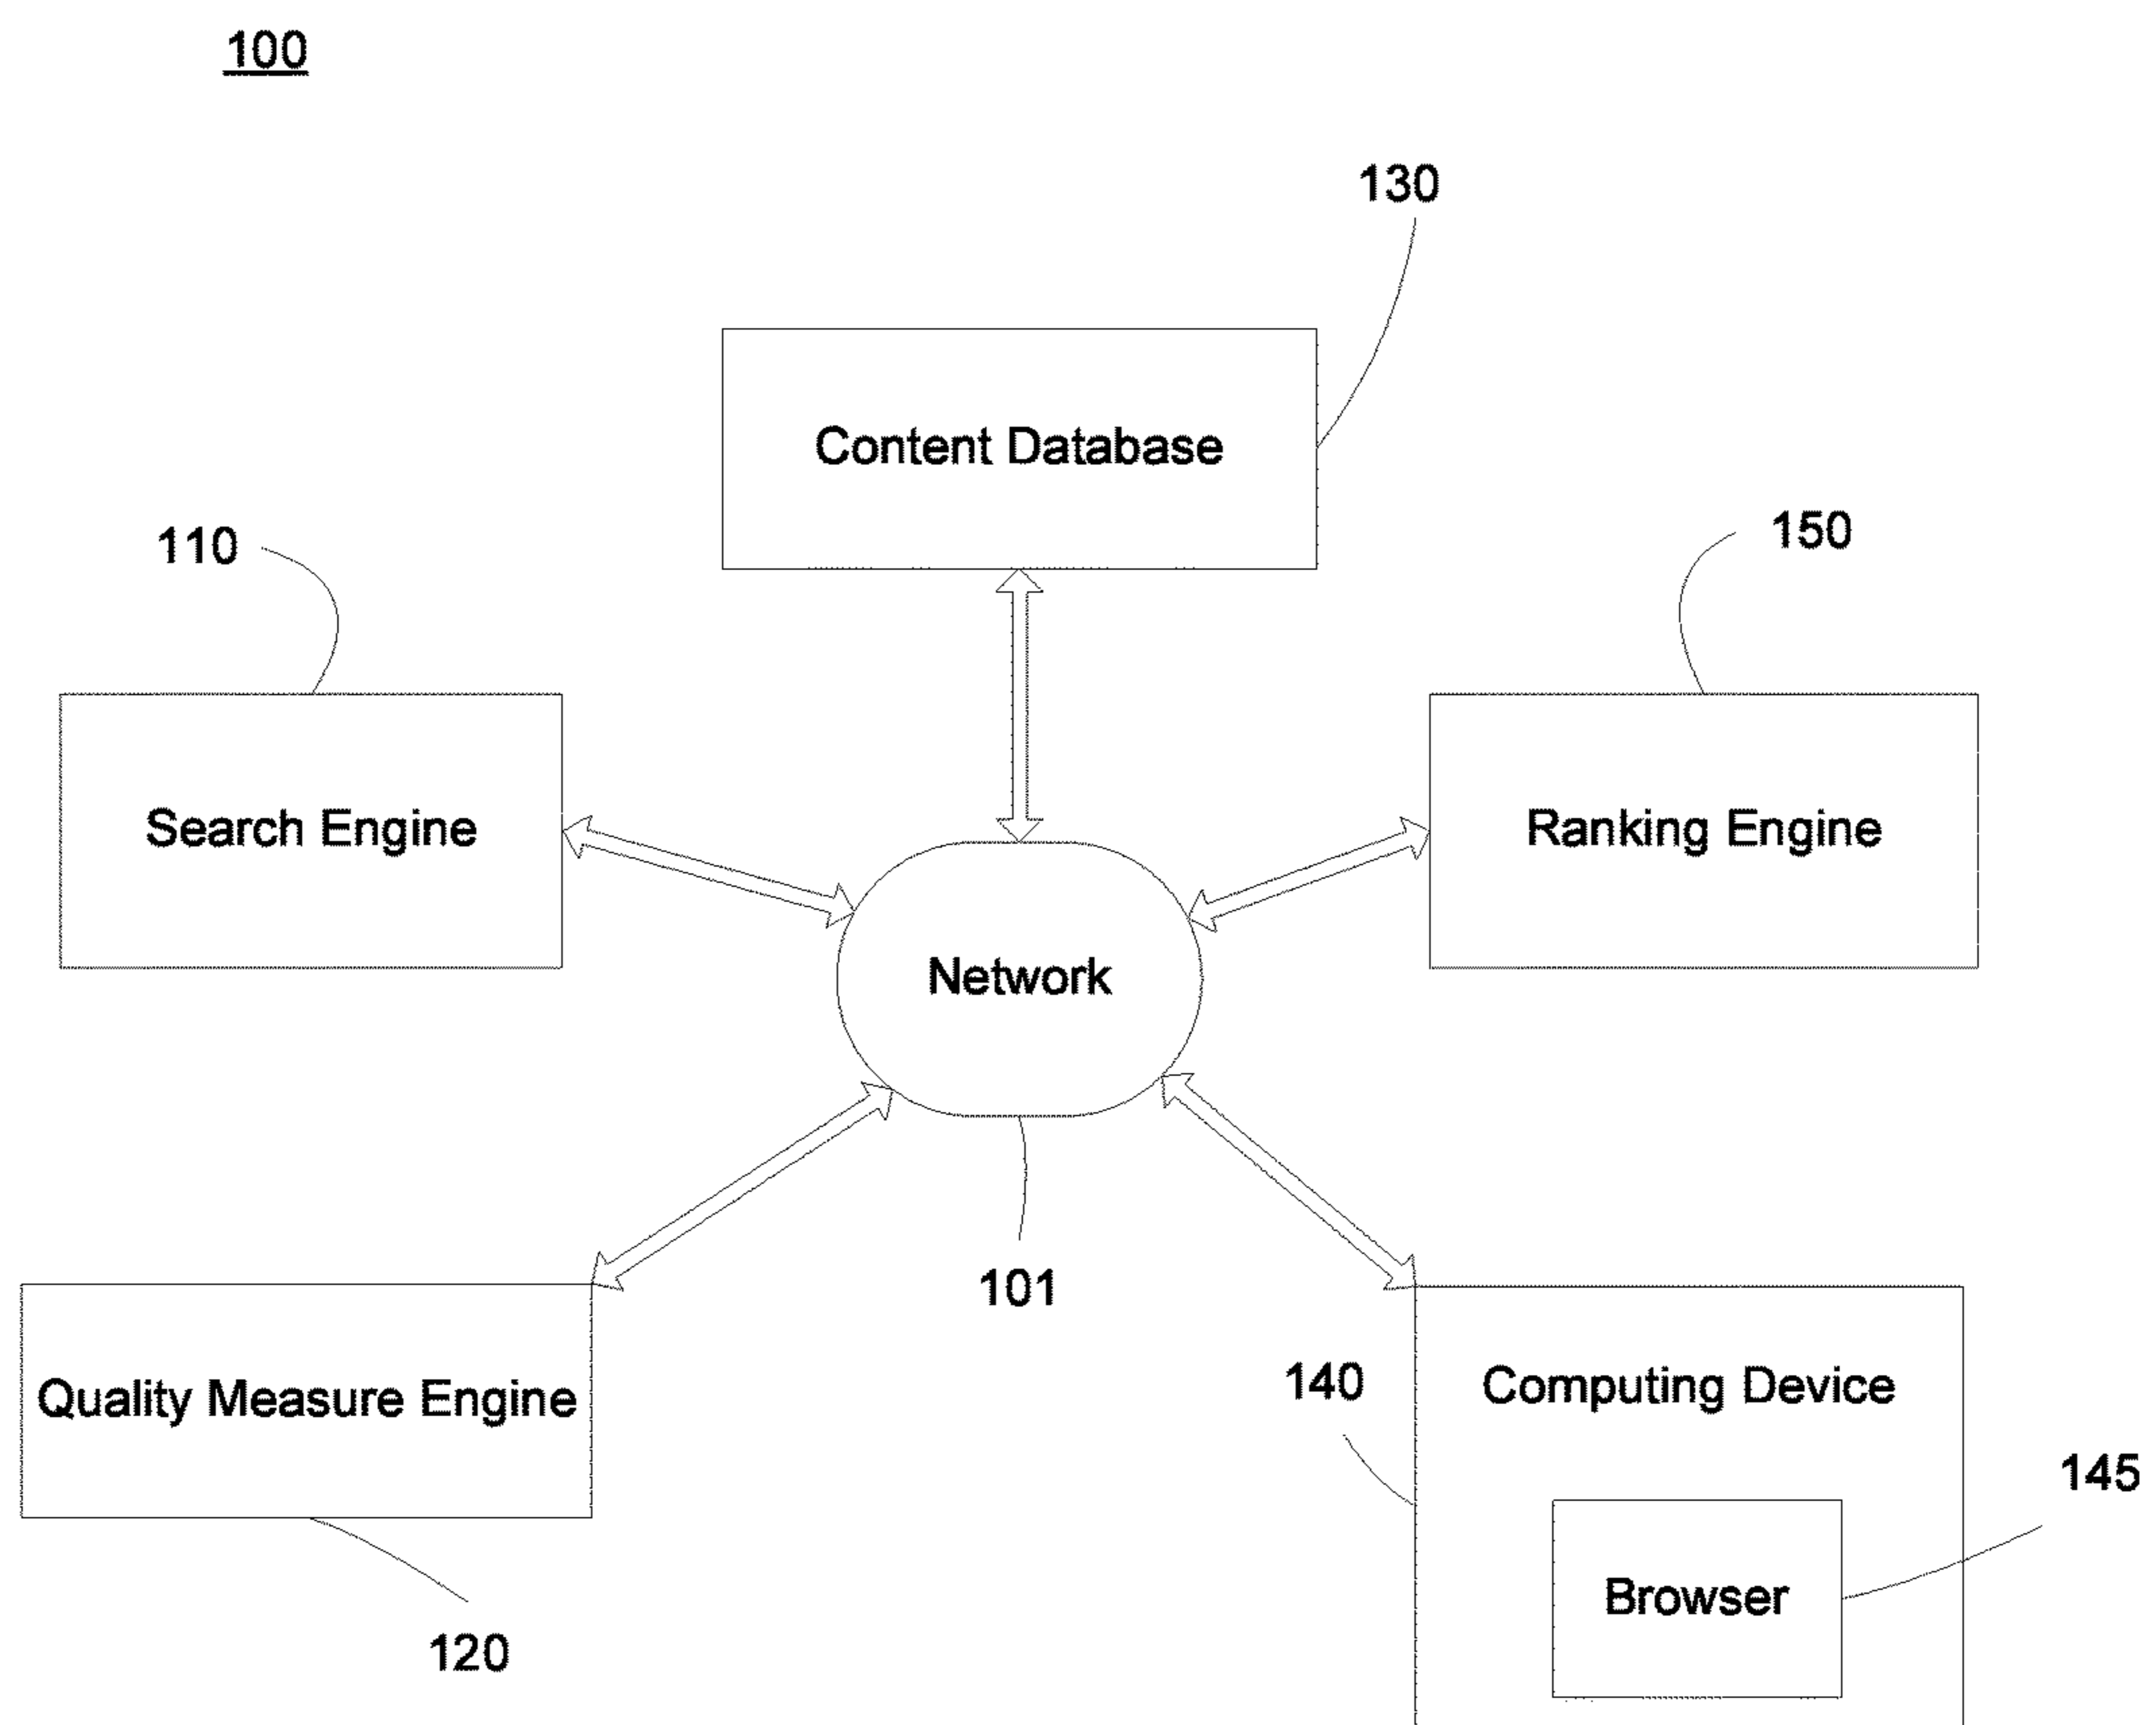 100
130
Content Database
110
150
Search Engine
Ranking Engine
Network
101
Quality Measure Engine
140
Computing Device
145
Browser
120